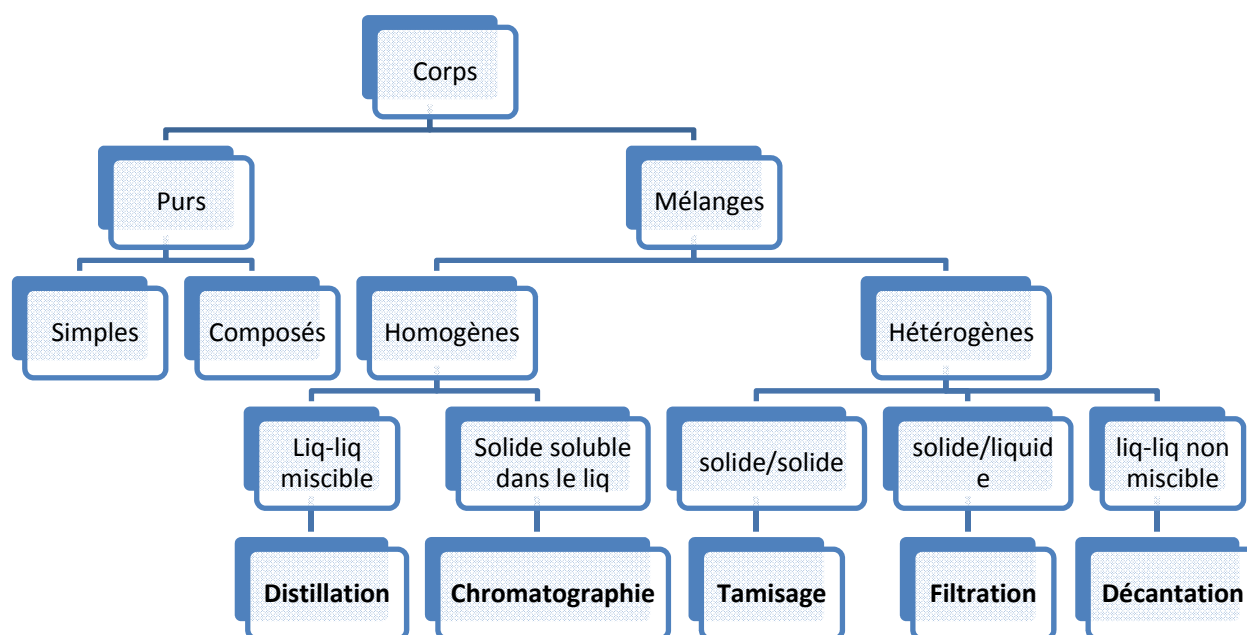 Corps
Purs
Mélanges
Simples
Composés
Homogènes
Hétérogènes
Liq-liq
miscible
Solide soluble
dans le liq
solide/solide
solide/liquid
e
liq-liq non
miscible
Distillation
Chromatographie
Tamisage
Filtration
Décantation